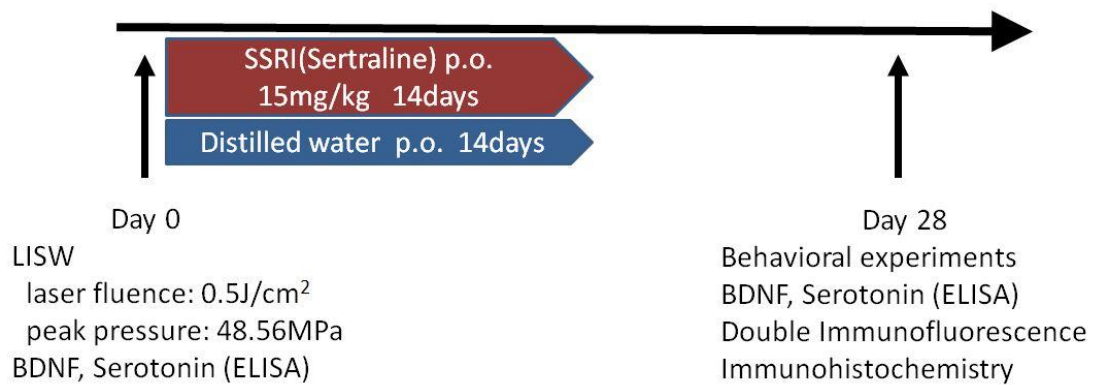 SSRI(Sertraline) p.o.
15mg/kg 14days
Distilled water p.o. 14days
Day 0
LISW
laser fluence: 0.5J/cm²
peak pressure: 48.56MPa
BDNF, Serotonin (ELISA)
Day 28
Behavioral experiments
BDNF, Serotonin (ELISA)
Double Immunofluorescence
Immunohistochemistry